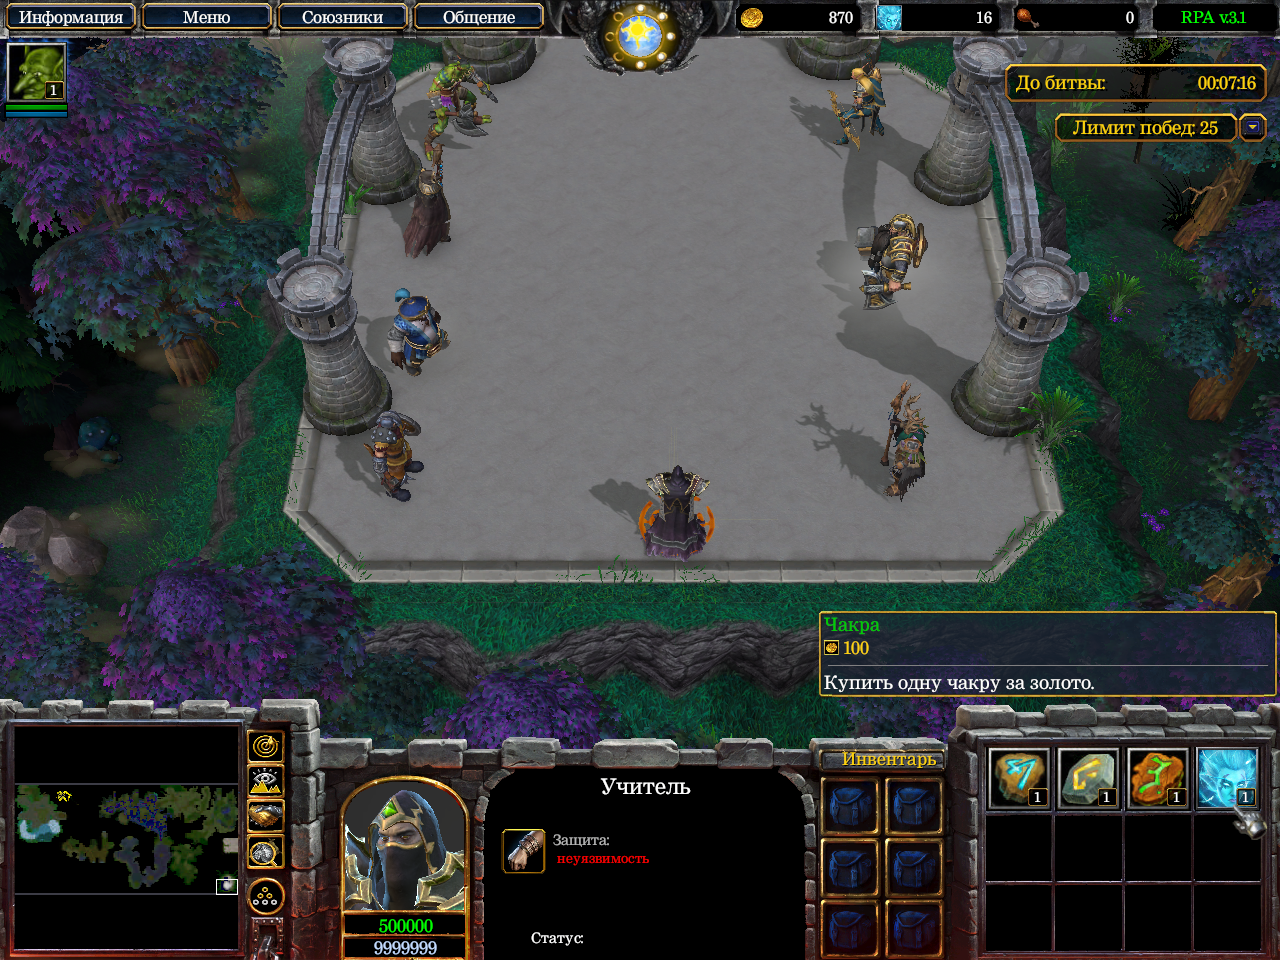 Информация Меню Союзники Общение 870 16 0 RPA v.3.1
1
До битвы: 00:07:16
Лимит побед: 25
Чакра
100
Купить одну чакру за золото.
Инвентарь
Учитель
1 1 1 1
Защита:
неуязвимость
500000
9999999
Статус: